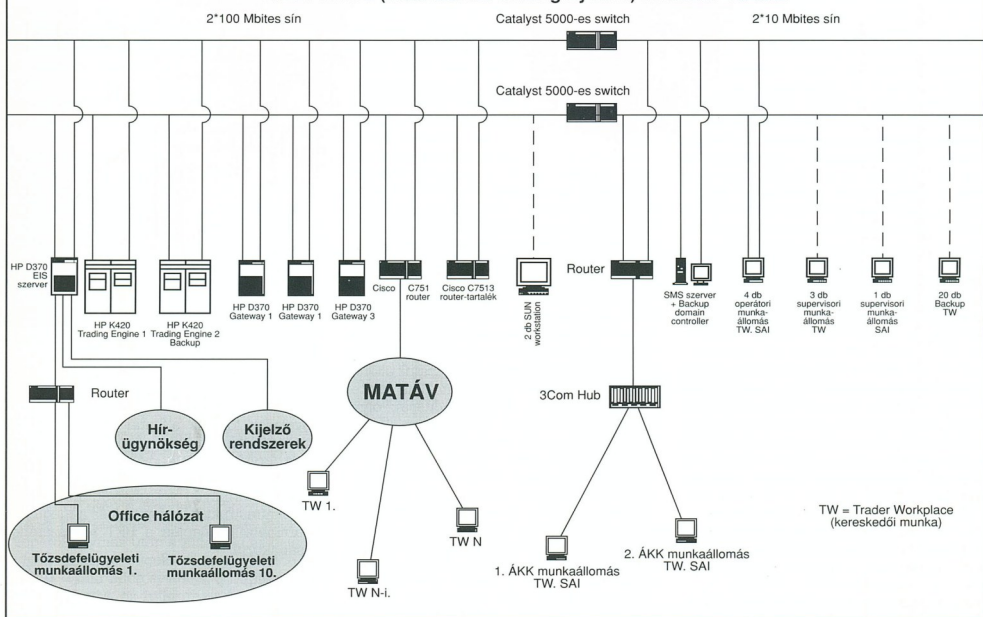 2*100 Mbites sín
Catalyst 5000-es switch
2*10 Mbites sín
Catalyst 5000-es switch
HP D370
EIS
szerver
HP K420
Trading Engine 1
HP K420
Trading Engine 2
Backup
HP D370
Gateway 1
HP D370
Gateway 1
HP D370
Gateway 3
Cisco C751
router
Cisco C7513
router-tartalék
2 db SUN
workstation
Router
SMS szerver
+ Backup
domain
controller
4 db
operátori
munka-
állomás
TW. SAI
3 db
supervisori
munka-
állomás
TW
1 db
supervisori
munka-
állomás
SAI
20 db
Backup
TW
Router
Hír-
ügynökség
Kijelző
rendszerek
MATÁV
3Com Hub
Office hálózat
Tőzsdefelügyeleti
munkaállomás 1.
Tőzsdefelügyeleti
munkaállomás 10.
TW 1.
TW N-i.
TW N
1. ÁKK munkaállomás
TW. SAI
2. ÁKK munkaállomás
TW. SAI
TW = Trader Workplace
(kereskedői munka)